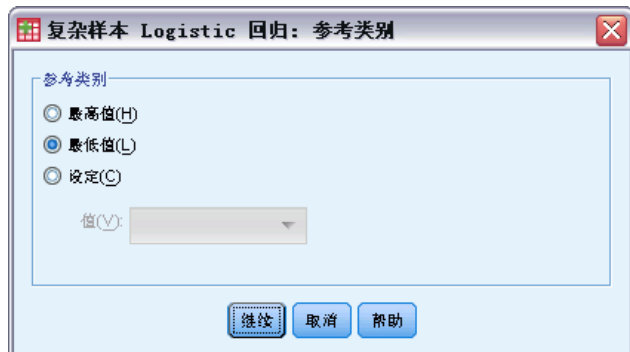 复杂样本 Logistic 回归: 参考类别
参考类别
最高值(H)
最低值(L)
设定(C)
值(V):
继续 取消 帮助